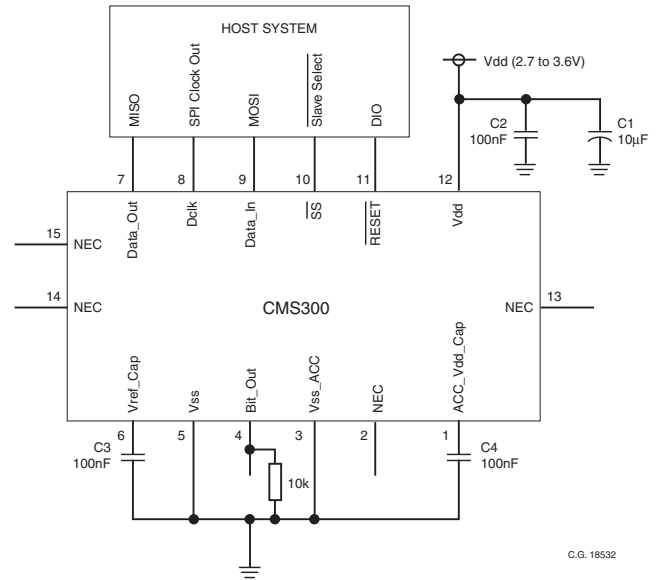 HOST SYSTEM
MISO
SPI Clock Out
MOSI
Slave Select
DIO
Vdd (2.7 to 3.6V)
C2
100nF
C1
10µF
7
8
9
10
11
12
Data_Out
Dclk
Data_In
SS
RESET
Vdd
15
NEC
14
NEC
CMS300
NEC
13
Vref_Cap
Vss
Bit_Out
Vss_ACC
NEC
ACC_Vdd_Cap
6
5
4
3
2
1
C3
100nF
10k
C4
100nF
C.G. 18532